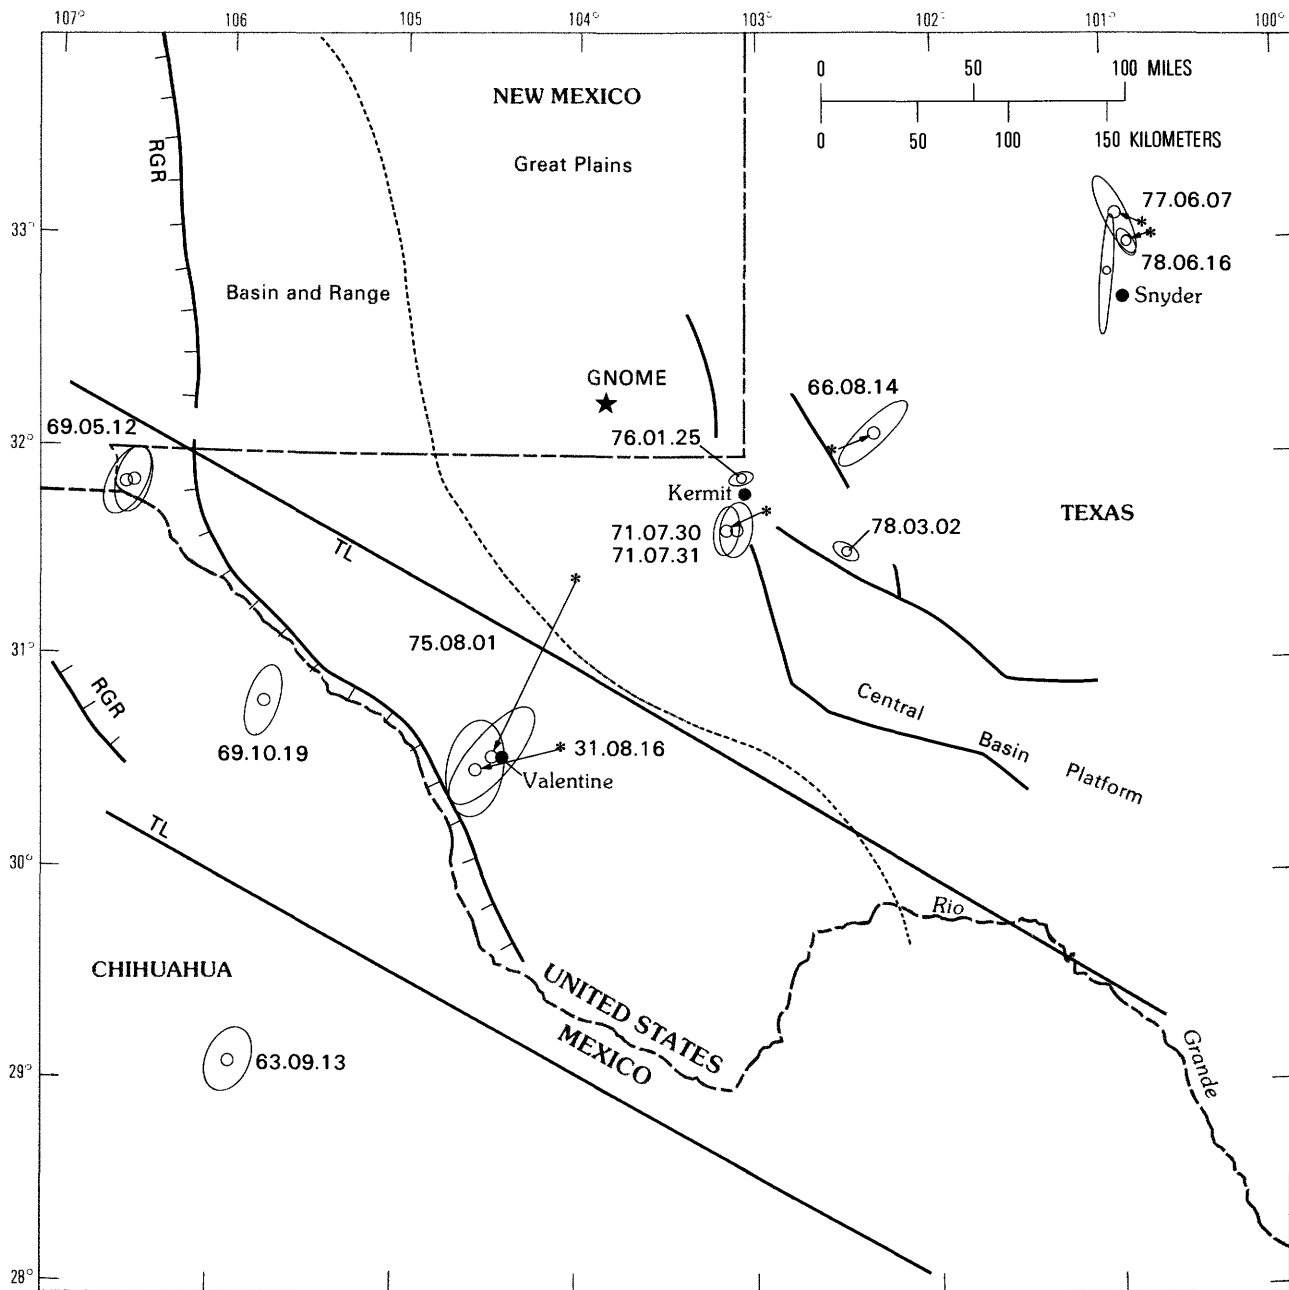 107° 106 105 104° 103° 102° 101° 100°
0 50 100 MILES
NEW MEXICO
0 50 100 150 KILOMETERS
RGR
Great Plains
77.06.07
*
*
33°
78.06.16
Basin and Range
Snyder
GNOME
66.08.14
69.05.12
76.01.25
32°
*
Kermit
*
TEXAS
71.07.30
78.03.02
71.07.31
TL
*
75.08.01
31°
RGR
Central
69.10.19
* 31.08.16
Basin
Platform
Valentine
TL
30°
Rio
CHIHUAHUA
UNITED STATES
MEXICO
63.09.13
29°
Grande
28°